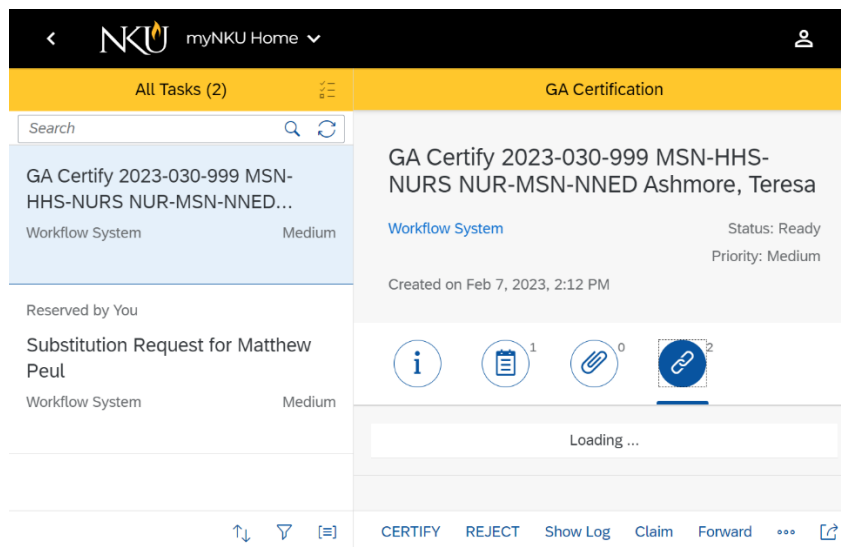 NKU myNKU Home
All Tasks (2)
GA Certification
Search
GA Certify 2023-030-999 MSN-
HHS-NURS NUR-MSN-NNED...
Workflow System Medium
Reserved by You
Substitution Request for Matthew
Peul
Workflow System Medium
GA Certify 2023-030-999 MSN-HHS-
NURS NUR-MSN-NNED Ashmore, Teresa
Workflow System Status: Ready
Priority: Medium
Created on Feb 7, 2023, 2:12 PM
i 1 0 2
Loading ...
CERTIFY REJECT Show Log Claim Forward